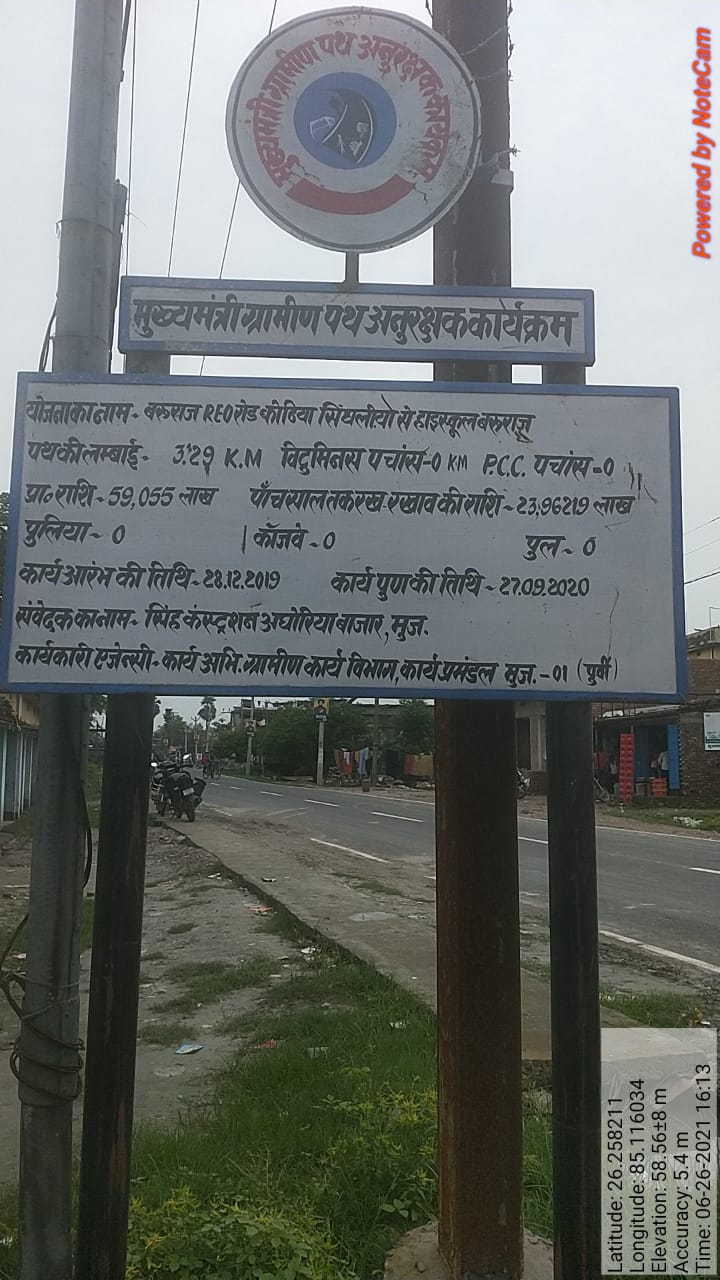 मुख्यमंत्री ग्रामीण पथ अनुरक्षक कार्यक्रम
मुख्यमंत्री ग्रामीण पथ अनुरक्षक कार्यक्रम
योजना का नाम - बरुराज REO रोड कोठिया सिंघलीया से हाइस्कूल बरुराज
पथ की लम्बाई - 3.29 K.M विटुमिनस पचांस-0 KM P.C.C. पचांस-0
प्रा० राशि - 59,055 लाख पाँच साल तक रख-रखाव की राशि - 23,96219 लाख
पुलिया - 0 कॉजवे - 0 पुल - 0
कार्य आरंभ की तिथि - 28.12.2019 कार्य पुण की तिथि - 27.09.2020
संवेदक का नाम - सिंह कंस्ट्रशन अघोरिया बाजार, मुज.
कार्यकारी एजेन्सी - कार्य अभि. ग्रामीण कार्य विभाग, कार्य प्रमंडल मुज.-01 (पुर्वी)
Powered by NoteCam
Latitude: 26.258211
Longitude: 85.116034
Elevation: 58.56±8 m
Accuracy: 5.4 m
Time: 06-26-2021 16:13